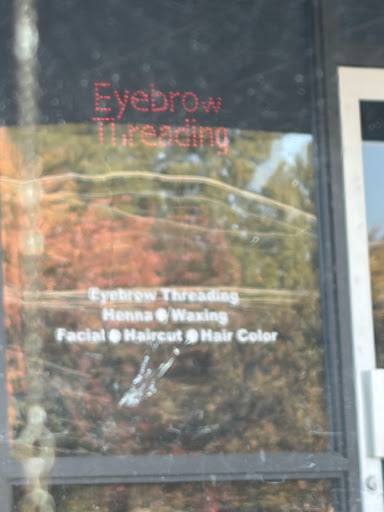 Eyebrow
Threading
Eyebrow Threading
Henna ● Waxing
Facial ● Haircut ● Hair Color